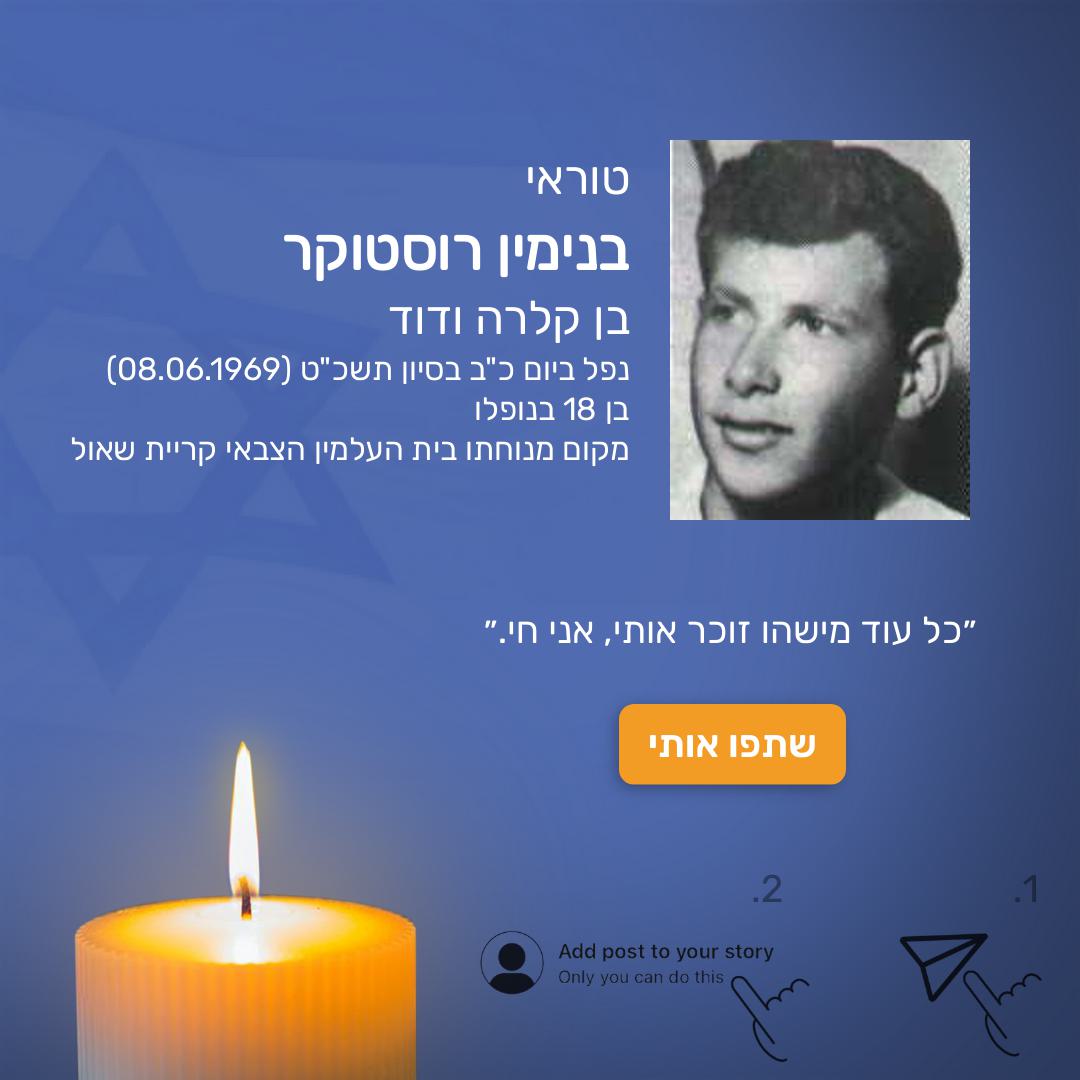 טוראי
בנימין רוסטוקר
בן קלרה ודוד
נפל ביום כ"ב בסיון תשכ"ט (08.06.1969)
בן 18 בנופלו
מקום מנוחתו בית העלמין הצבאי קריית שאול
״כל עוד מישהו זוכר אותי, אני חי.״
שתפו אותי
1.
2.
Add post to your story
Only you can do this